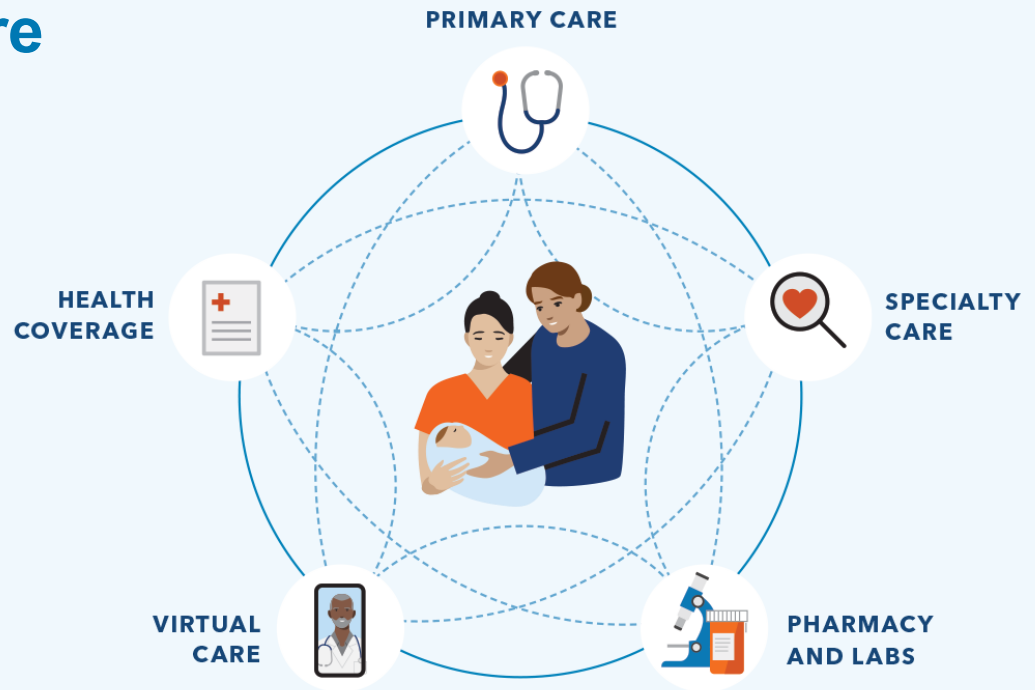 re
PRIMARY CARE
HEALTH
COVERAGE
SPECIALTY
CARE
VIRTUAL
CARE
PHARMACY
AND LABS